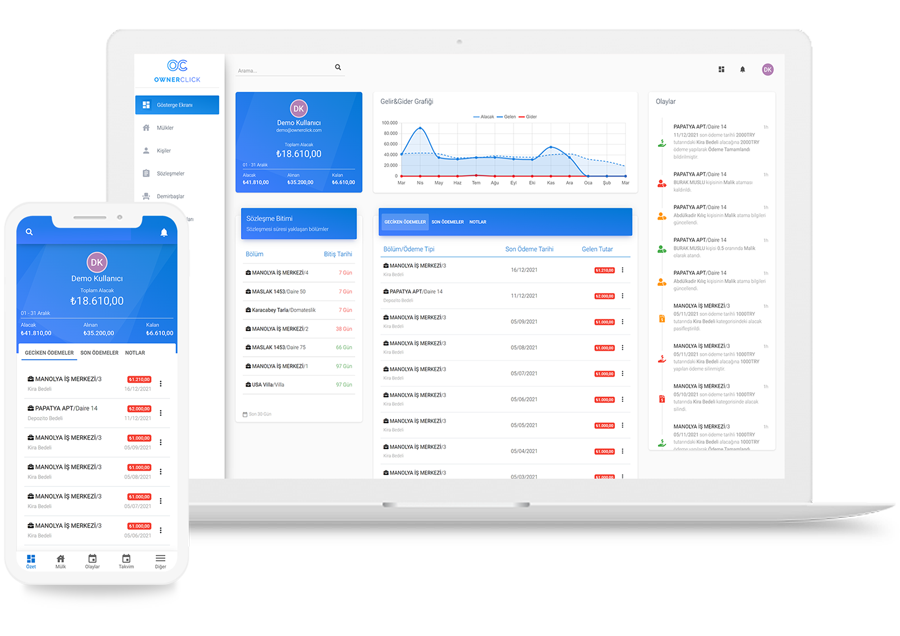 OC
OWNERCLICK
Arama...
DK
Gösterge Ekranı
Mülkler
Kişiler
Sözleşmeler
Demirbaşlar
DK
Demo Kullanıcı
demo@ownerclick.com
Toplam Alacak
₺18.610,00
01 - 31 Aralık
Alacak Alınan Kalan
₺41.810,00 ₺35.200,00 ₺6.610,00
Gelir&Gider Grafiği
Alacak Gelen Gider
100.000
80.000
60.000
40.000
20.000
0
Mar Nis May Haz Tem Ağu Eyl Eki Kas Ara Oca Şub Mar
Sözleşme Bitimi
Sözleşmesi süresi yaklaşan bölümler
Bölüm Bitiş Tarihi
MANOLYA İŞ MERKEZİ/4 7 Gün
MASLAK 1453/Daire 50 7 Gün
Karacabey Tarla/Domateslik 7 Gün
MANOLYA İŞ MERKEZİ/2 38 Gün
MASLAK 1453/Daire 75 66 Gün
MANOLYA İŞ MERKEZİ/1 97 Gün
USA Villa/Villa 97 Gün
Son 30 Gün
GECİKEN ÖDEMELER SON ÖDEMELER NOTLAR
Bölüm/Ödeme Tipi Son Ödeme Tarihi Gelen Tutar
MANOLYA İŞ MERKEZİ/3 16/12/2021 ₺1.310,00
Kira Bedeli
PAPATYA APT/Daire 14 11/12/2021 ₺2.000,00
Depozito Bedeli
MANOLYA İŞ MERKEZİ/3 05/09/2021 ₺1.000,00
Kira Bedeli
MANOLYA İŞ MERKEZİ/3 05/08/2021 ₺1.000,00
Kira Bedeli
MANOLYA İŞ MERKEZİ/3 05/07/2021 ₺1.000,00
Kira Bedeli
MANOLYA İŞ MERKEZİ/3 05/06/2021 ₺1.000,00
Kira Bedeli
MANOLYA İŞ MERKEZİ/3 05/05/2021 ₺1.000,00
Kira Bedeli
MANOLYA İŞ MERKEZİ/3 05/04/2021 ₺1.000,00
Kira Bedeli
MANOLYA İŞ MERKEZİ/3 05/03/2021 ₺1.000,00
Olaylar
PAPATYA APT/Daire 14
11/12/2021 son ödeme tarihli 2000TRY
tutarındaki Kira Bedeli alacağına 2000TRY
ödeme yapılarak Ödeme Tamamlandı
bildirilmiştir
PAPATYA APT/Daire 14
BURAK MUSLU kişisinin Malik ataması
kaldırıldı.
PAPATYA APT/Daire 14
Abdülkadir Koç kişisinin Malik atama bilgileri
güncellendi
PAPATYA APT/Daire 14
BURAK MUSLU kişisi 0.5 oranında Malik
olarak atandı
PAPATYA APT/Daire 14
Abdülkadir Koç kişisinin Malik atama bilgileri
güncellendi
MANOLYA İŞ MERKEZİ/3
05/11/2021 son ödeme tarihli 1000TRY
tutarında Kira Bedeli kategorisindeki alacak
pasifleştirildi
MANOLYA İŞ MERKEZİ/3
05/11/2021 son ödeme tarihli 1000TRY
tutarındaki Kira Bedeli alacağına 1000TRY
yapılan ödeme silinmiştir.
MANOLYA İŞ MERKEZİ/3
05/10/2021 son ödeme tarihli 1000TRY
tutarında Kira Bedeli kategorisinde alacak
silindi.
MANOLYA İŞ MERKEZİ/3
05/11/2021 son ödeme tarihli 1000TRY
tutarındaki Kira Bedeli alacağına 1000TRY
DK
Demo Kullanıcı
Toplam Alacak
₺18.610,00
01 - 31 Aralık
Alacak Alınan Kalan
₺41.810,00 ₺35.200,00 ₺6.610,00
GECİKEN ÖDEMELER SON ÖDEMELER NOTLAR
MANOLYA İŞ MERKEZİ/3 ₺1.310,00
Kira Bedeli 16/12/2021
PAPATYA APT/Daire 14 ₺2.000,00
Depozito Bedeli 11/12/2021
MANOLYA İŞ MERKEZİ/3 ₺1.000,00
Kira Bedeli 05/09/2021
MANOLYA İŞ MERKEZİ/3 ₺1.000,00
Kira Bedeli 05/08/2021
MANOLYA İŞ MERKEZİ/3 ₺1.000,00
Kira Bedeli 05/07/2021
MANOLYA İŞ MERKEZİ/3 ₺1.000,00
Kira Bedeli 05/06/2021
Özet Mülk Olaylar Takvim Diğer